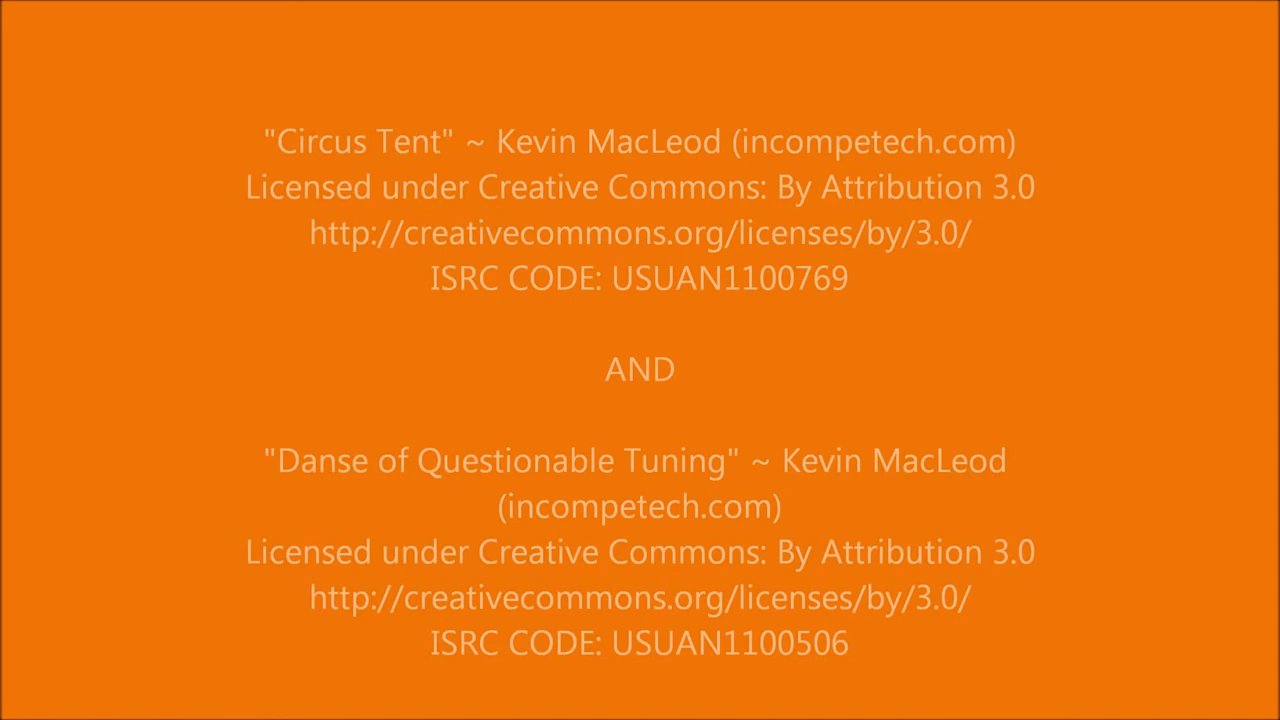 "Circus Tent" ~ Kevin MacLeod (incompetech.com)
Licensed under Creative Commons: By Attribution 3.0
http://creativecommons.org/licenses/by/3.0/
ISRC CODE: USUAN1100769
AND
"Danse of Questionable Tuning" ~ Kevin MacLeod
(incompetech.com)
Licensed under Creative Commons: By Attribution 3.0
http://creativecommons.org/licenses/by/3.0/
ISRC CODE: USUAN1100506